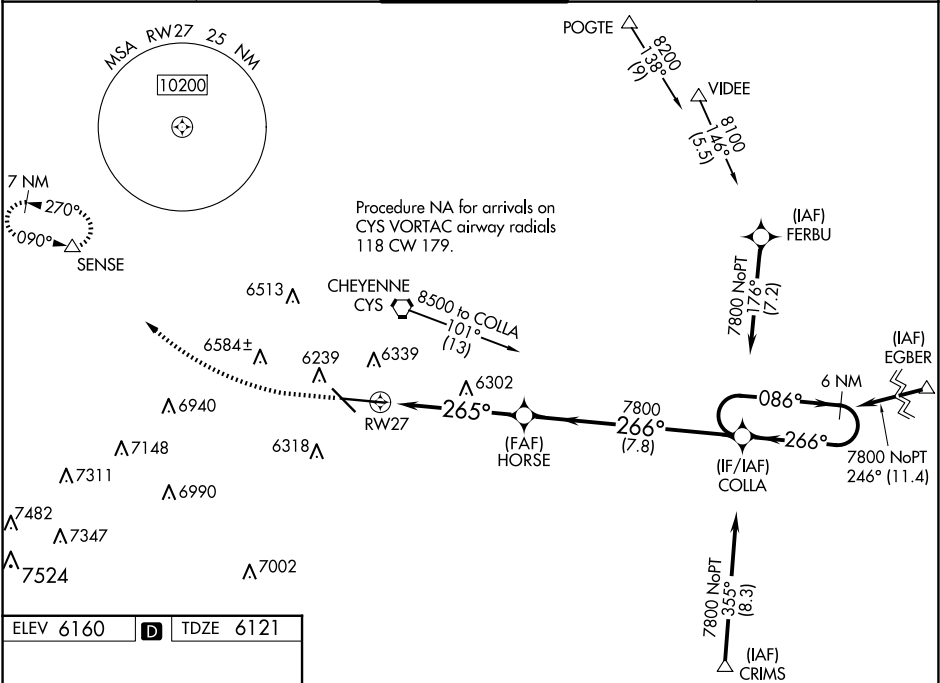 MSA RW27 25 NM
10200
POGTE
8200
138°
(9)
VIDEE
8100
146°
(5.5)
7 NM
270°
090°
SENSE
Procedure NA for arrivals on
CYS VORTAC airway radials
118 CW 179.
(IAF)
FERBU
7800 NoPT
176°
(7.2)
CHEYENNE
CYS
8500 to COLLA
101°
(13)
6513
6584±
6239
6339
6302
(IAF)
EGBER
6 NM
086°
266°
7800 NoPT
246° (11.4)
RW27
265°
(FAF)
HORSE
7800
266°
(7.8)
(IF/IAF)
COLLA
6940
7148
6318
7311
6990
7482
7347
7524
7002
7800 NoPT
355°
(8.3)
(IAF)
CRIMS
ELEV 6160 D TDZE 6121